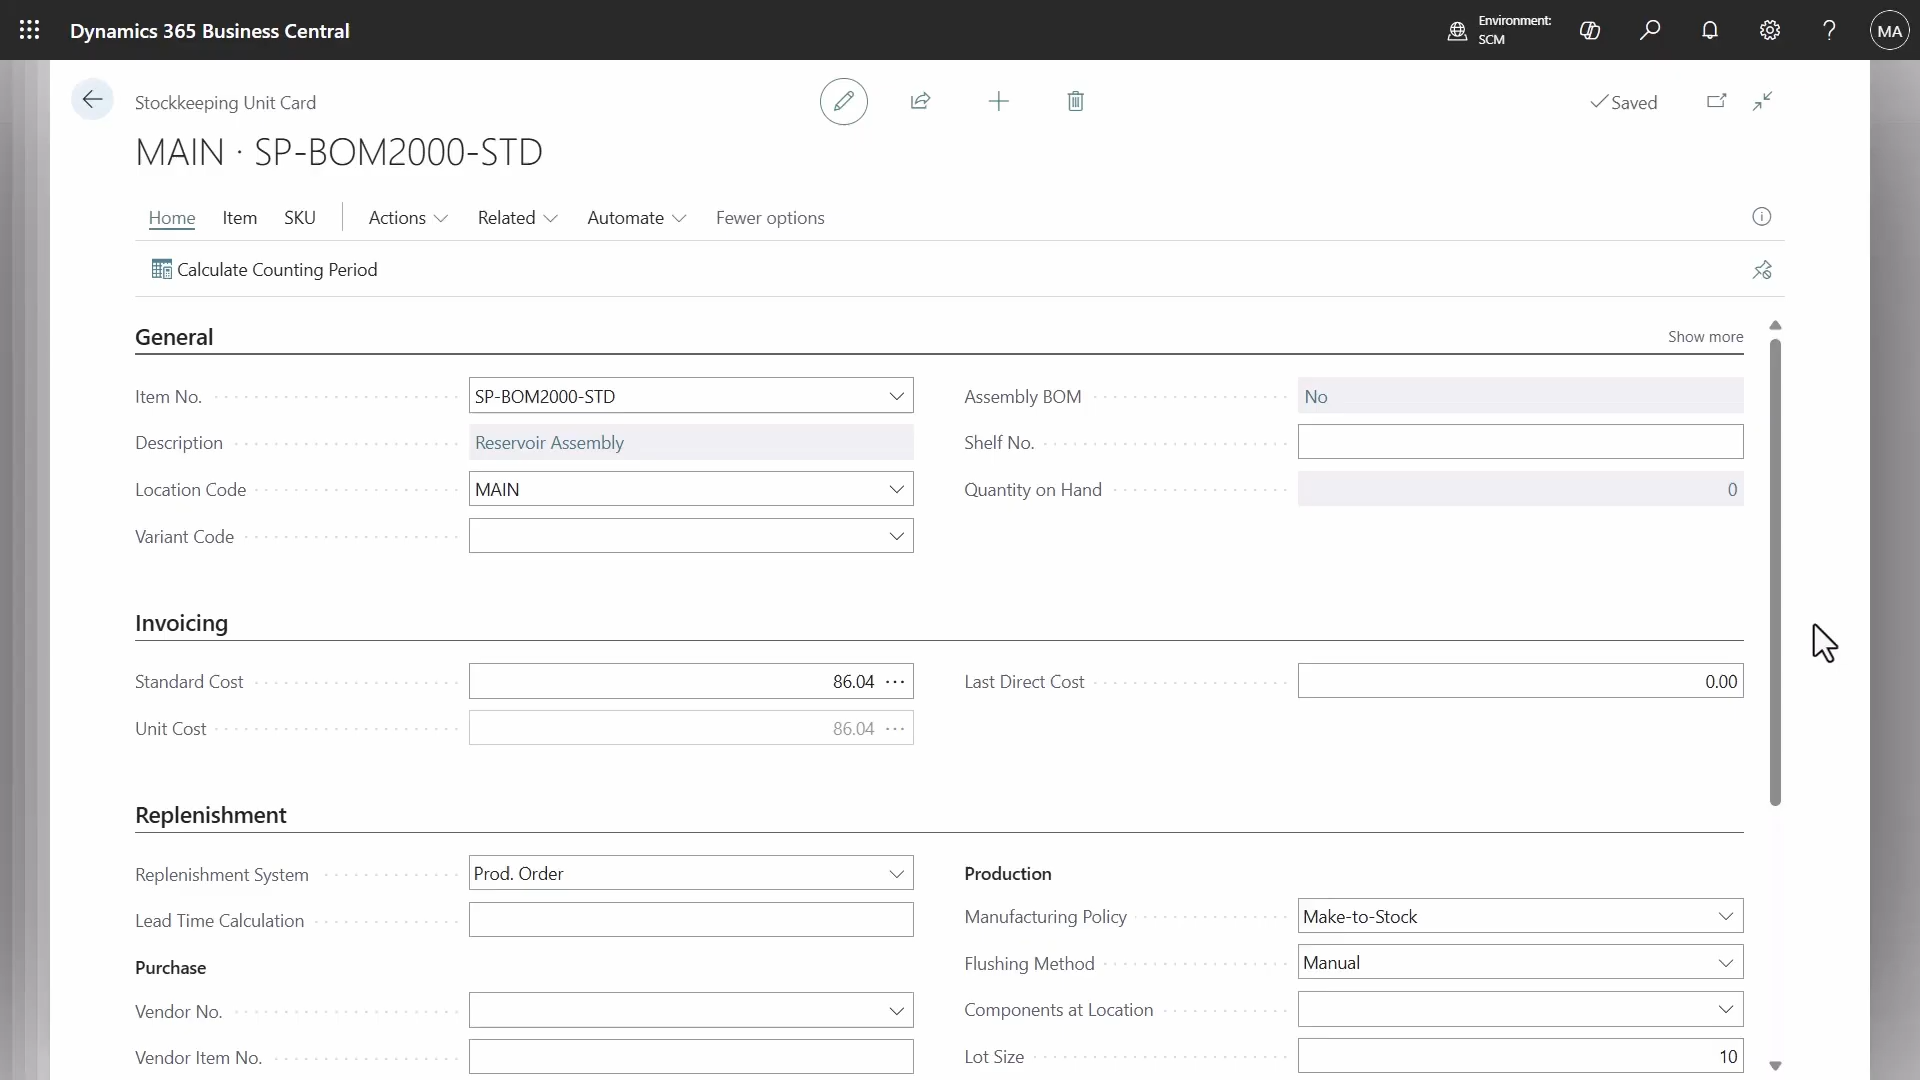 Dynamics 365 Business Central
Environment:
SCM
MA
Stockkeeping Unit Card
Saved
MAIN · SP-BOM2000-STD
Home
Item
SKU
Actions
Related
Automate
Fewer options
Calculate Counting Period
General
Show more
Item No.
SP-BOM2000-STD
Description
Reservoir Assembly
Location Code
MAIN
Variant Code
Assembly BOM
No
Shelf No.
Quantity on Hand
0
Invoicing
Standard Cost
86.04
Unit Cost
86.04
Last Direct Cost
0.00
Replenishment
Replenishment System
Prod. Order
Lead Time Calculation
Purchase
Vendor No.
Vendor Item No.
Production
Manufacturing Policy
Make-to-Stock
Flushing Method
Manual
Components at Location
Lot Size
10